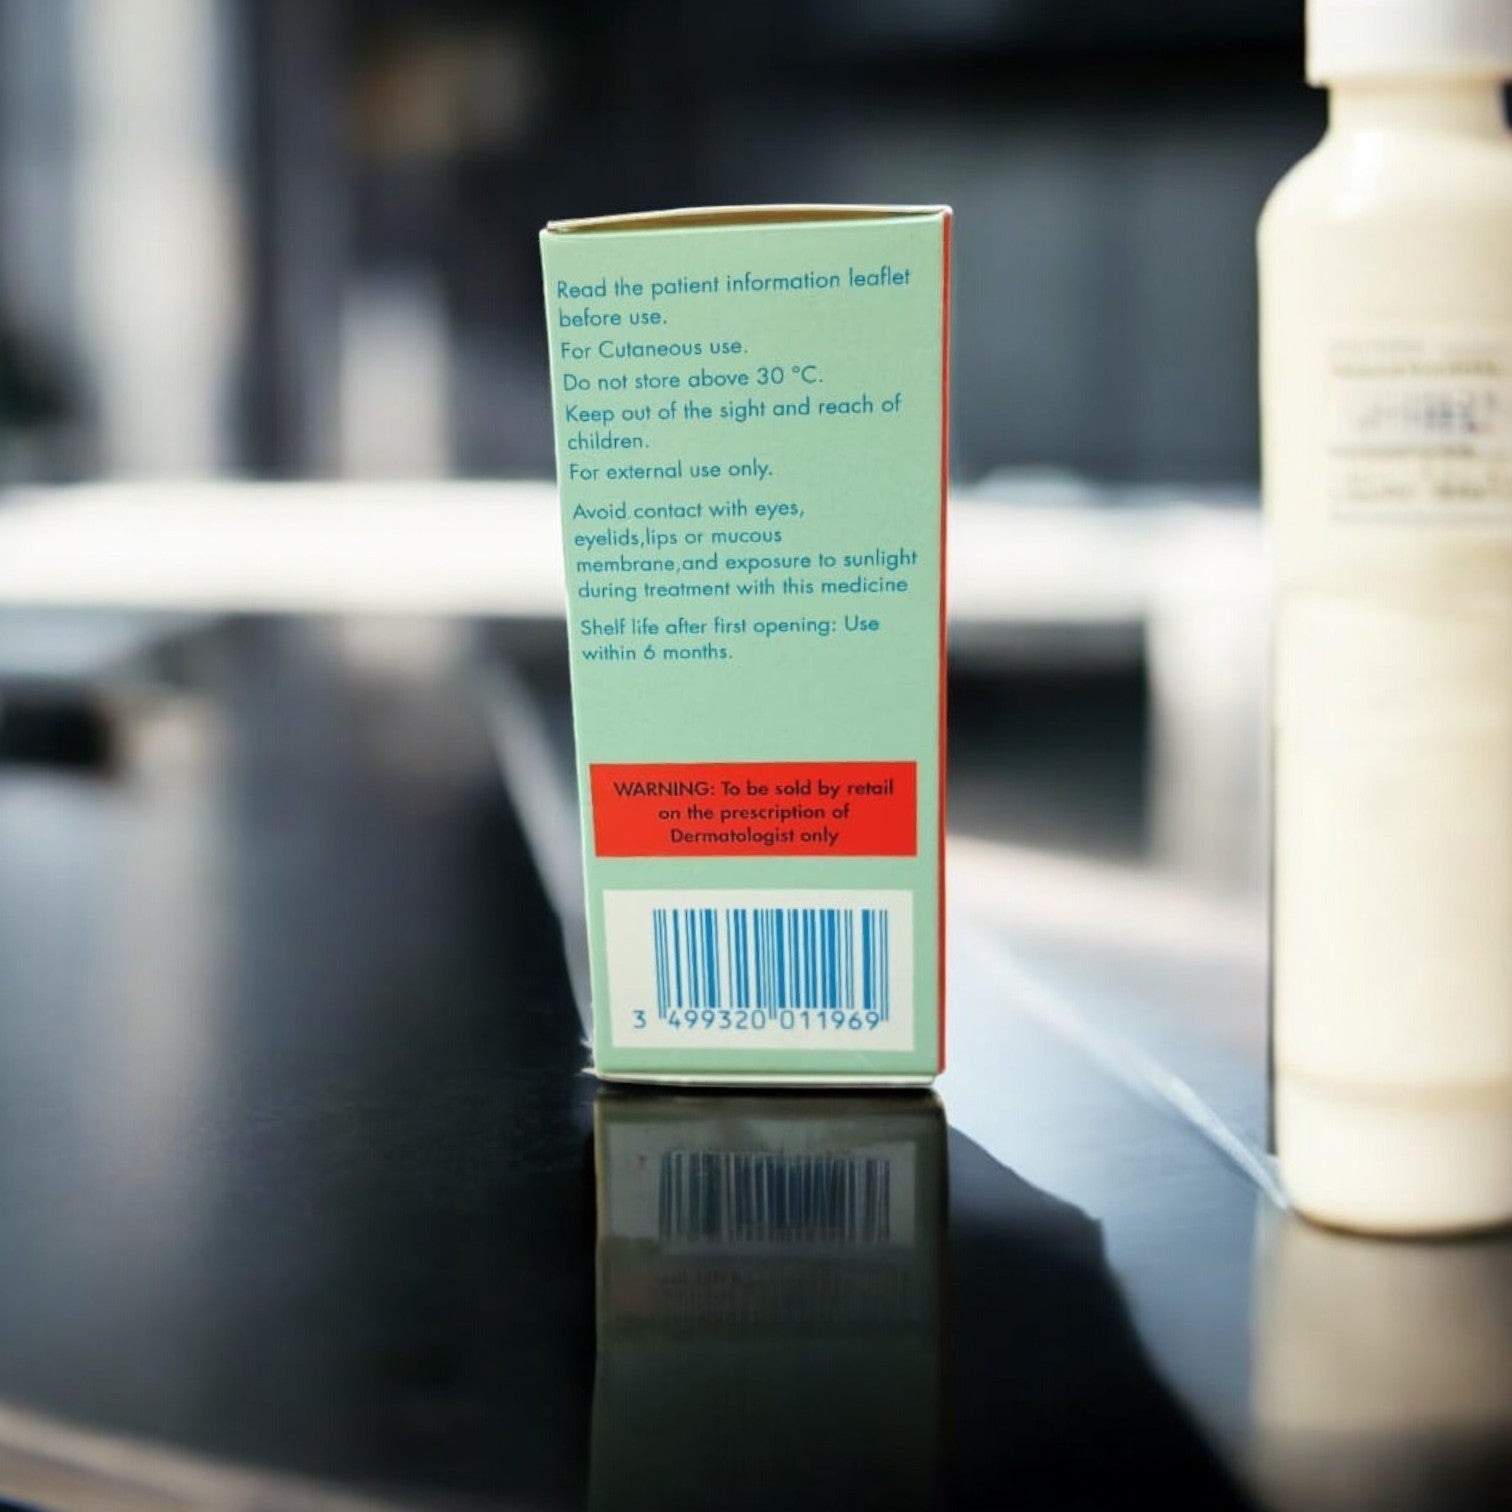 Read the patient information leaflet
before use.
For Cutaneous use.
Do not store above 30 °C.
Keep out of the sight and reach of
children.
For external use only.
Avoid contact with eyes,
eyelids,lips or mucous
membrane,and exposure to sunlight
during treatment with this medicine
Shelf life after first opening: Use
within 6 months.
WARNING: To be sold by retail
on the prescription of
Dermatologist only
3 499320 011969